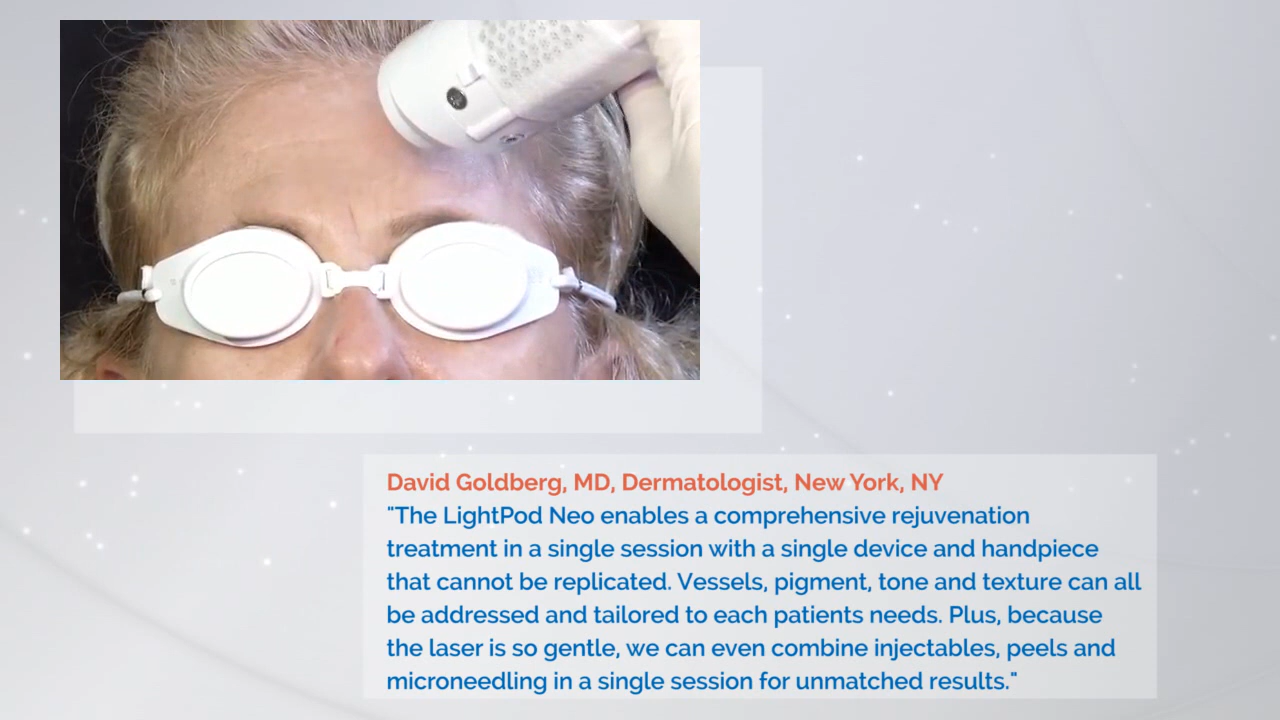 David Goldberg, MD, Dermatologist, New York, NY
"The LightPod Neo enables a comprehensive rejuvenation
treatment in a single session with a single device and handpiece
that cannot be replicated. Vessels, pigment, tone and texture can all
be addressed and tailored to each patients needs. Plus, because
the laser is so gentle, we can even combine injectables, peels and
microneedling in a single session for unmatched results."